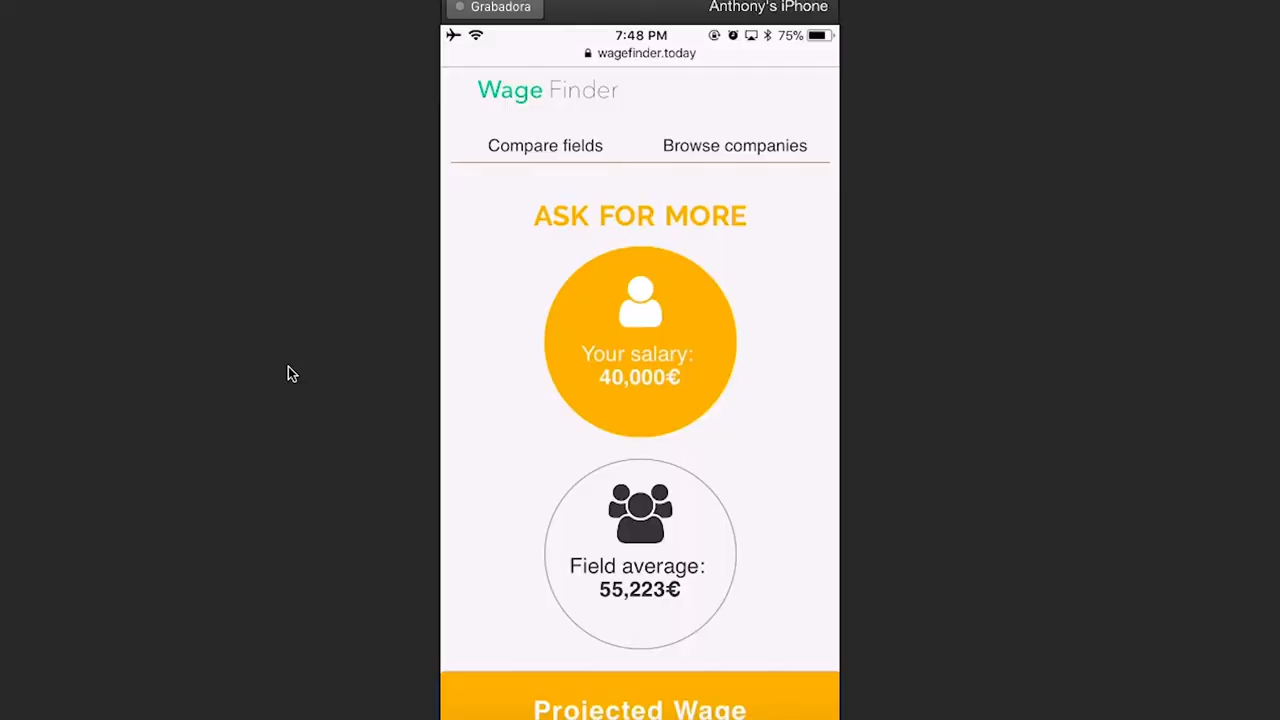 Grabadora
Anthony's iPhone
7:48 PM
75%
wagefinder.today
Wage Finder
Compare fields
Browse companies
ASK FOR MORE
Your salary:
40,000€
Field average:
55,223€
Projected Wage